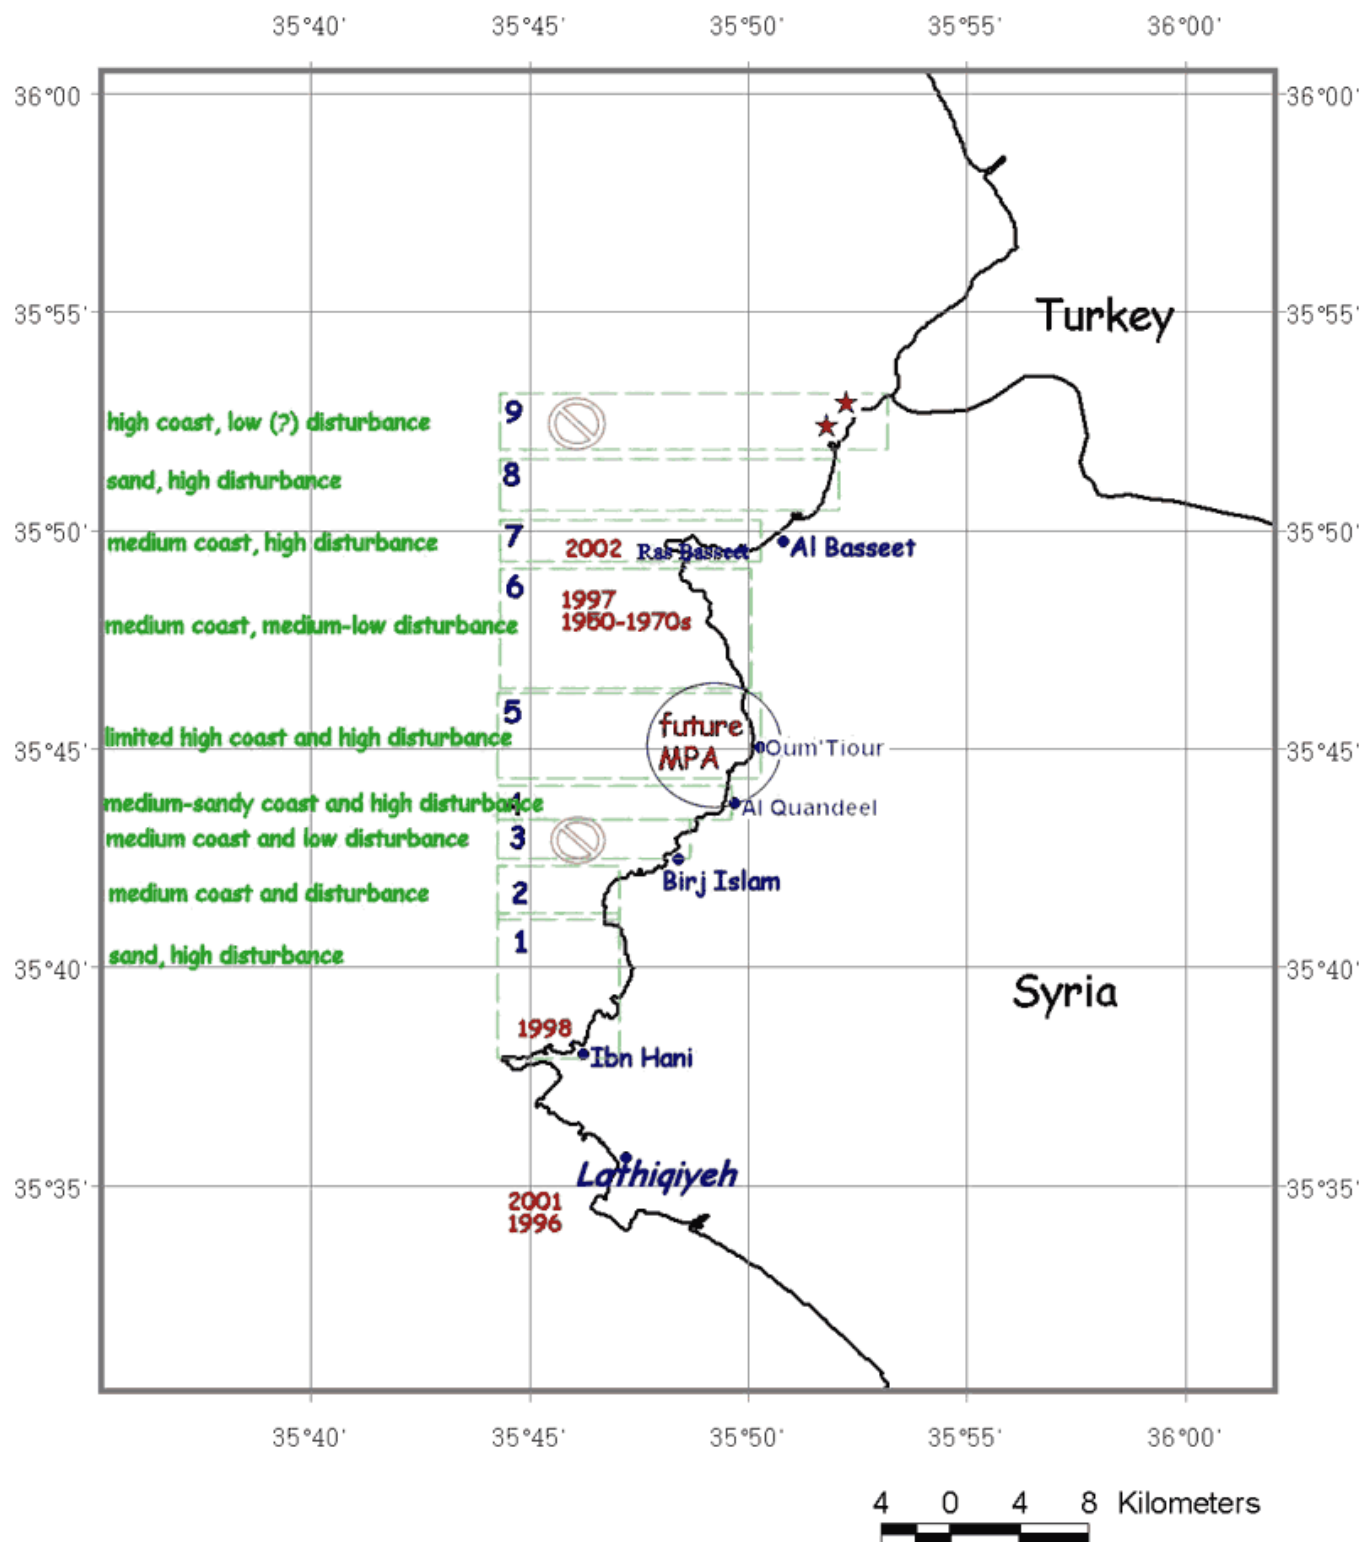 35°40' 35°45' 35°50' 35°55' 36°00'
36°00 36°00'
35°55' 35°55'
Turkey
9
high coast, low (?) disturbance
8
sand, high disturbance
35°50' 35°50'
7
medium coast, high disturbance
2002 Ras Basseet Al Basseet
6
1997
1950-1970s
medium coast, medium-low disturbance
5
future
MPA
limited high coast and high disturbance
35°45' Oum'Tiour 35°45'
medium-sandy coast and high disturbance
4
Al Quandeel
medium coast and low disturbance
3
Birj Islam
medium coast and disturbance
2
1
sand, high disturbance
35°40' 35°40'
Syria
1998
Ibn Hani
Lathiqiyeh
35°35' 35°35'
2001
1996
35°40' 35°45' 35°50' 35°55' 36°00'
4 0 4 8 Kilometers